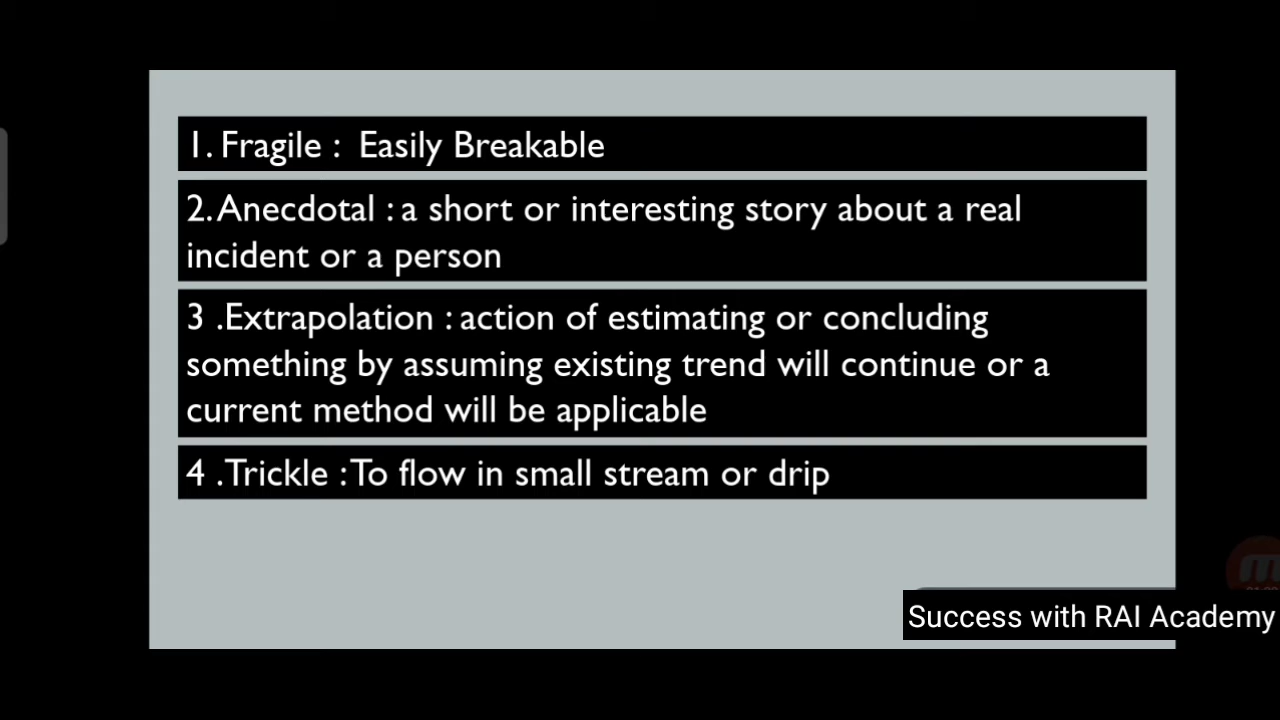 1. Fragile :  Easily Breakable
2. Anecdotal : a short or interesting story about a real
incident or a person
3 .Extrapolation : action of estimating or concluding
something by assuming existing trend will continue or a
current method will be applicable
4 .Trickle : To flow in small stream or drip
Success with RAI Academy